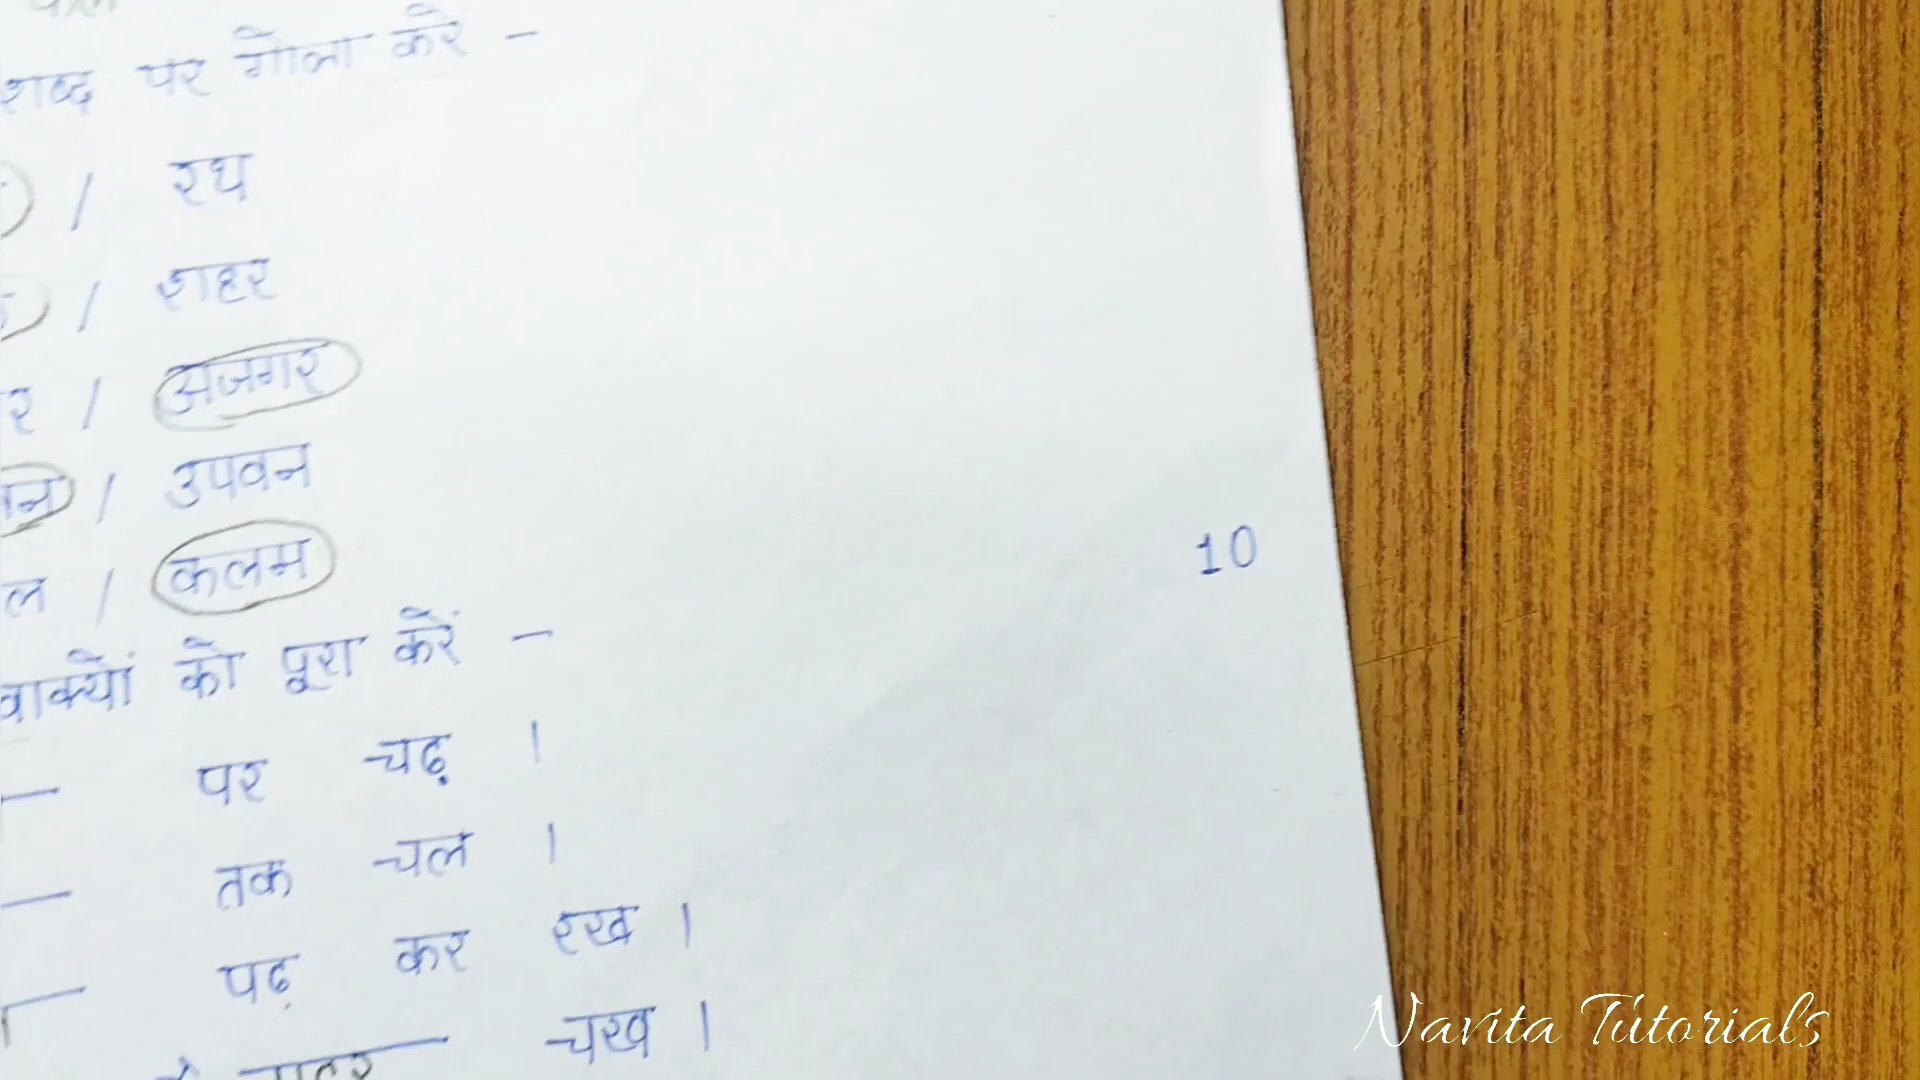 शब्द पर गोला करें -
/ रथ
/ शहर
/ अजगर
/ उपवन
/ कलम
10
वाक्यों को पूरा करें -
पर चढ़ ।
तक चल ।
पढ़ कर रख ।
चख ।
Navita Tutorials